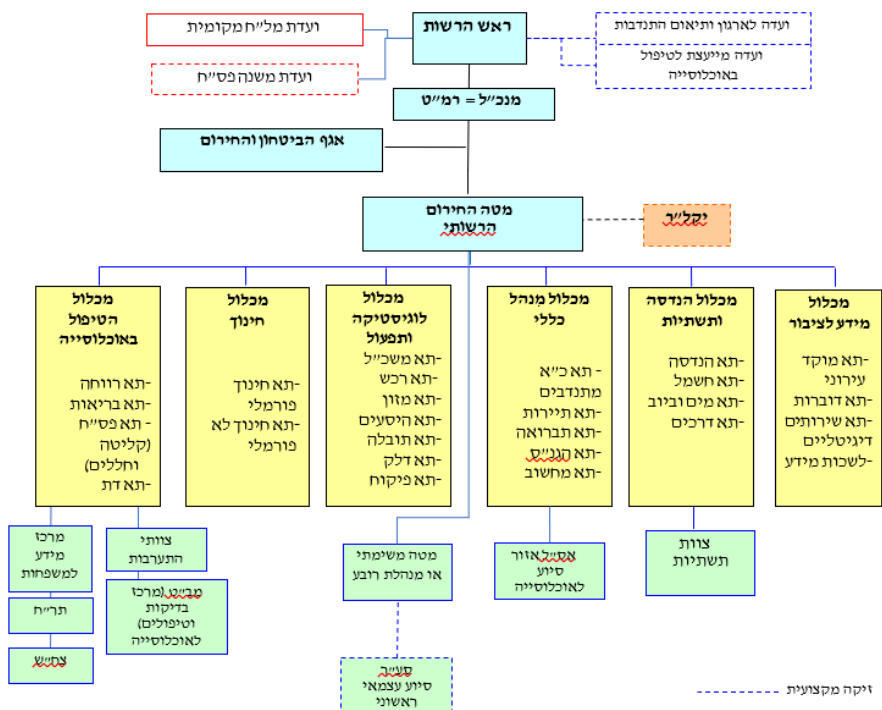 ראש הרשות
ועדת מל״ח מקומית
ועדת משנה פס״ח
ועדה לארגון ותיאום התנדבות
ועדה מייעצת לטיפול
באוכלוסייה
מנכ״ל = רמ״ט
אגף הביטחון והחירום
מטה החירום
הרשותי
יקל״ר
מכלול
מידע לציבור
-תא מוקד
עירוני
-תא דוברות
-תא שירותים
דיגיטליים
-לשכות מידע
מכלול הנדסה
ותשתיות
-תא הנדסה
-תא חשמל
-תא מים וביוב
-תא דרכים
מכלול מִנהל
כללי
- תא כ״א
מתנדבים
-תא תיירות
-תא תברואה
-תא הגנ״ס
-תא מחשוב
מכלול
לוגיסטיקה
ותפעול
-תא משכ״ל
-תא רכש
-תא מזון
-תא היסעים
-תא תובלה
-תא דלק
-תא פיקוח
מכלול
חינוך
-תא חינוך
פורמלי
-תא חינוך לא
פורמלי
מכלול
הטיפול
באוכלוסייה
-תא רווחה
-תא בריאות
- תא פס״ח
(קליטה
וחללים)
-תא דת
צוות
תשתיות
אס״ל אזור
סיוע
לאוכלוסייה
מטה משימתי
או מנהלת רובע
סע״ר
סיוע עצמאי
ראשוני
צוותי
התערבות
מב״ט (מרכז
בדיקות
וטיפולים)
לאוכלוסייה
מרכז
מידע
למשפחות
תר״ח
צח״ש
זיקה מקצועית